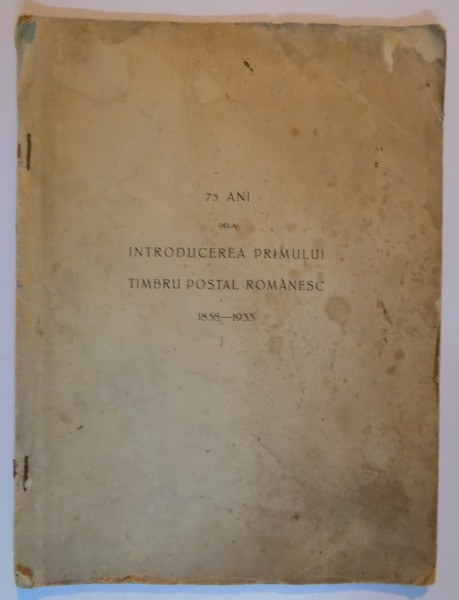 75 ANI
DELA
INTRODUCEREA PRIMULUI
TIMBRU POSTAL ROMÂNESC
1858—1933